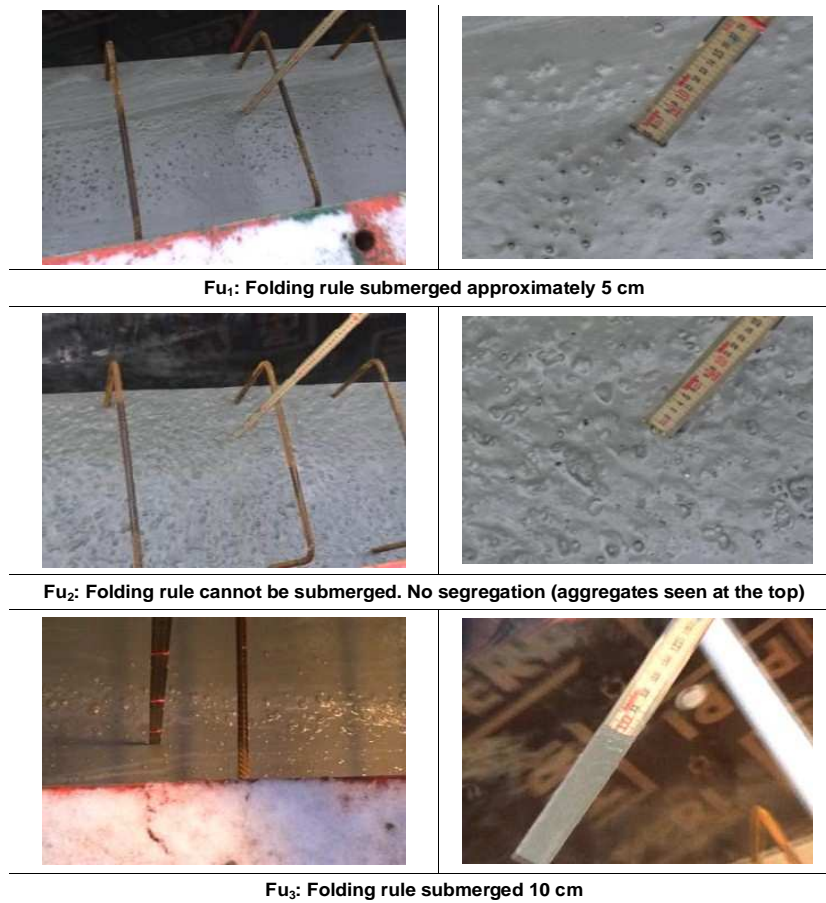 Fu₁: Folding rule submerged approximately 5 cm
Fu₂: Folding rule cannot be submerged. No segregation (aggregates seen at the top)
Fu₃: Folding rule submerged 10 cm